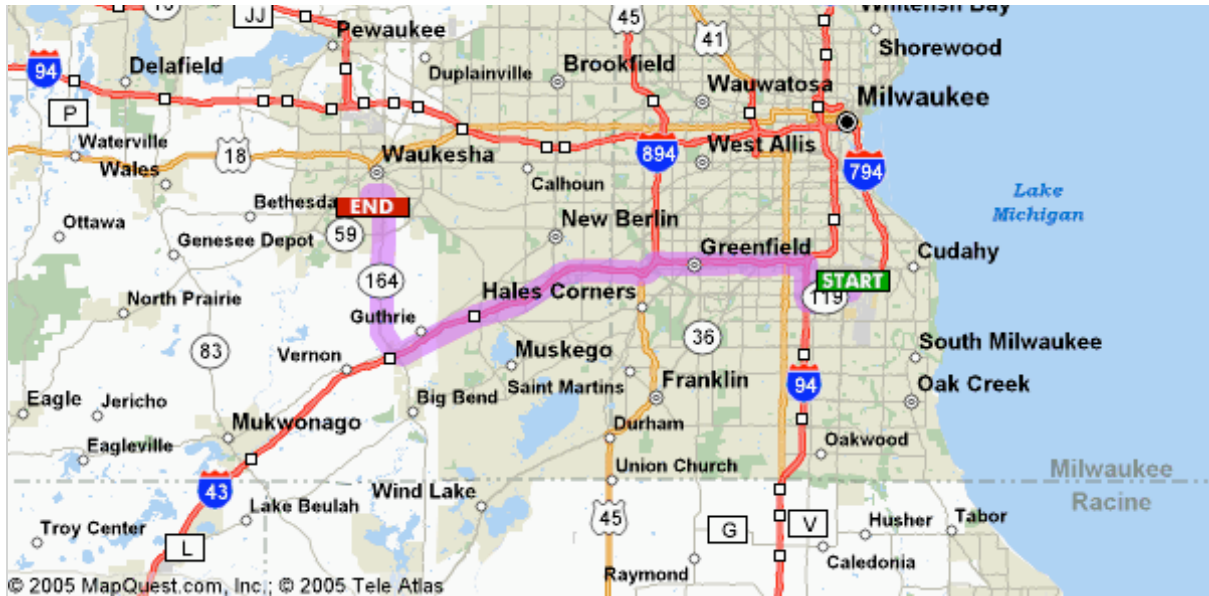 JJ
45
41
Whitefish Bay
Pewaukee
Shorewood
94
Delafield
Duplainville
Brookfield
Wauwatosa
Milwaukee
P
Waterville
18
Waukesha
894
West Allis
794
Wales
Calhoun
Bethesda
END
Lake
Michigan
Ottawa
59
New Berlin
Genesee Depot
Greenfield
Cudahy
164
START
119
North Prairie
Hales Corners
Guthrie
83
36
South Milwaukee
Vernon
Muskego
Saint Martins
Franklin
94
Oak Creek
Eagle
Jericho
Big Bend
Mukwonago
Durham
Eagleville
Oakwood
Union Church
Milwaukee
Racine
43
Wind Lake
Lake Beulah
45
Troy Center
L
G
V
Husher
Tabor
Caledonia
Raymond
© 2005 MapQuest.com, Inc.; © 2005 Tele Atlas